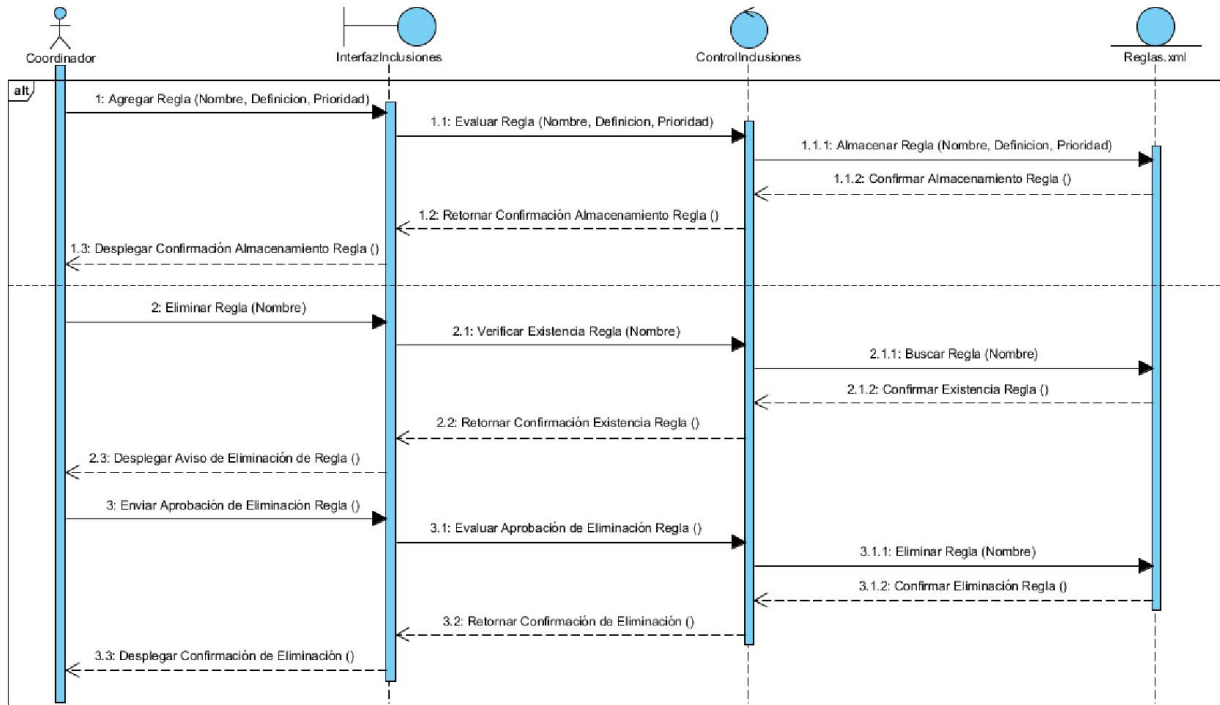 Coordinador
InterfazInclusiones
ControlInclusiones
Reglas.xml
alt
1: Agregar Regla (Nombre, Definicion, Prioridad)
1.1: Evaluar Regla (Nombre, Definicion, Prioridad)
1.1.1: Almacenar Regla (Nombre, Definicion, Prioridad)
1.1.2: Confirmar Almacenamiento Regla ()
1.2: Retornar Confirmación Almacenamiento Regla ()
1.3: Desplegar Confirmación Almacenamiento Regla ()
2: Eliminar Regla (Nombre)
2.1: Verificar Existencia Regla (Nombre)
2.1.1: Buscar Regla (Nombre)
2.1.2: Confirmar Existencia Regla ()
2.2: Retornar Confirmación Existencia Regla ()
2.3: Desplegar Aviso de Eliminación de Regla ()
3: Enviar Aprobación de Eliminación Regla ()
3.1: Evaluar Aprobación de Eliminación Regla ()
3.1.1: Eliminar Regla (Nombre)
3.1.2: Confirmar Eliminación Regla ()
3.2: Retornar Confirmación de Eliminación ()
3.3: Desplegar Confirmación de Eliminación ()